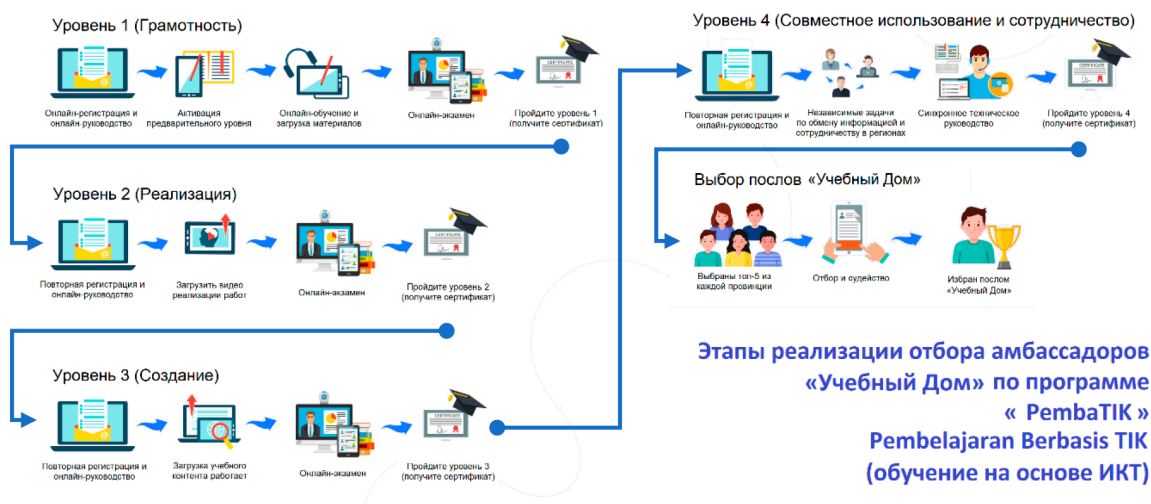 Уровень 1 (Грамотность)
Онлайн-регистрация и
онлайн-руководство
Активация
предварительного уровня
Онлайн-обучение и
загрузка материалов
Онлайн-экзамен
CERTIFICATE
Пройдите уровень 1
(получите сертификат)
Уровень 2 (Реализация)
Повторная регистрация и
онлайн-руководство
Загрузить видео
реализации работ
Онлайн-экзамен
CERTIFICATE
Пройдите уровень 2
(получите сертификат)
Уровень 3 (Создание)
Повторная регистрация и
онлайн-руководство
Загрузка учебного
контента работает
Онлайн-экзамен
CERTIFICATE
Пройдите уровень 3
(получите сертификат)
Уровень 4 (Совместное использование и сотрудничество)
Повторная регистрация и
онлайн-руководство
Независимые задачи
по обмену информацией и
сотрудничеству в регионах
Синхронное техническое
руководство
CERTIFICATE
Пройдите уровень 4
(получите сертификат)
Выбор послов «Учебный Дом»
Выбраны топ-5 из
каждой провинции
Отбор и судейство
Избран послом
«Учебный Дом»
Этапы реализации отбора амбассадоров
«Учебный Дом» по программе
« PembaTIK »
Pembelajaran Berbasis TIK
(обучение на основе ИКТ)